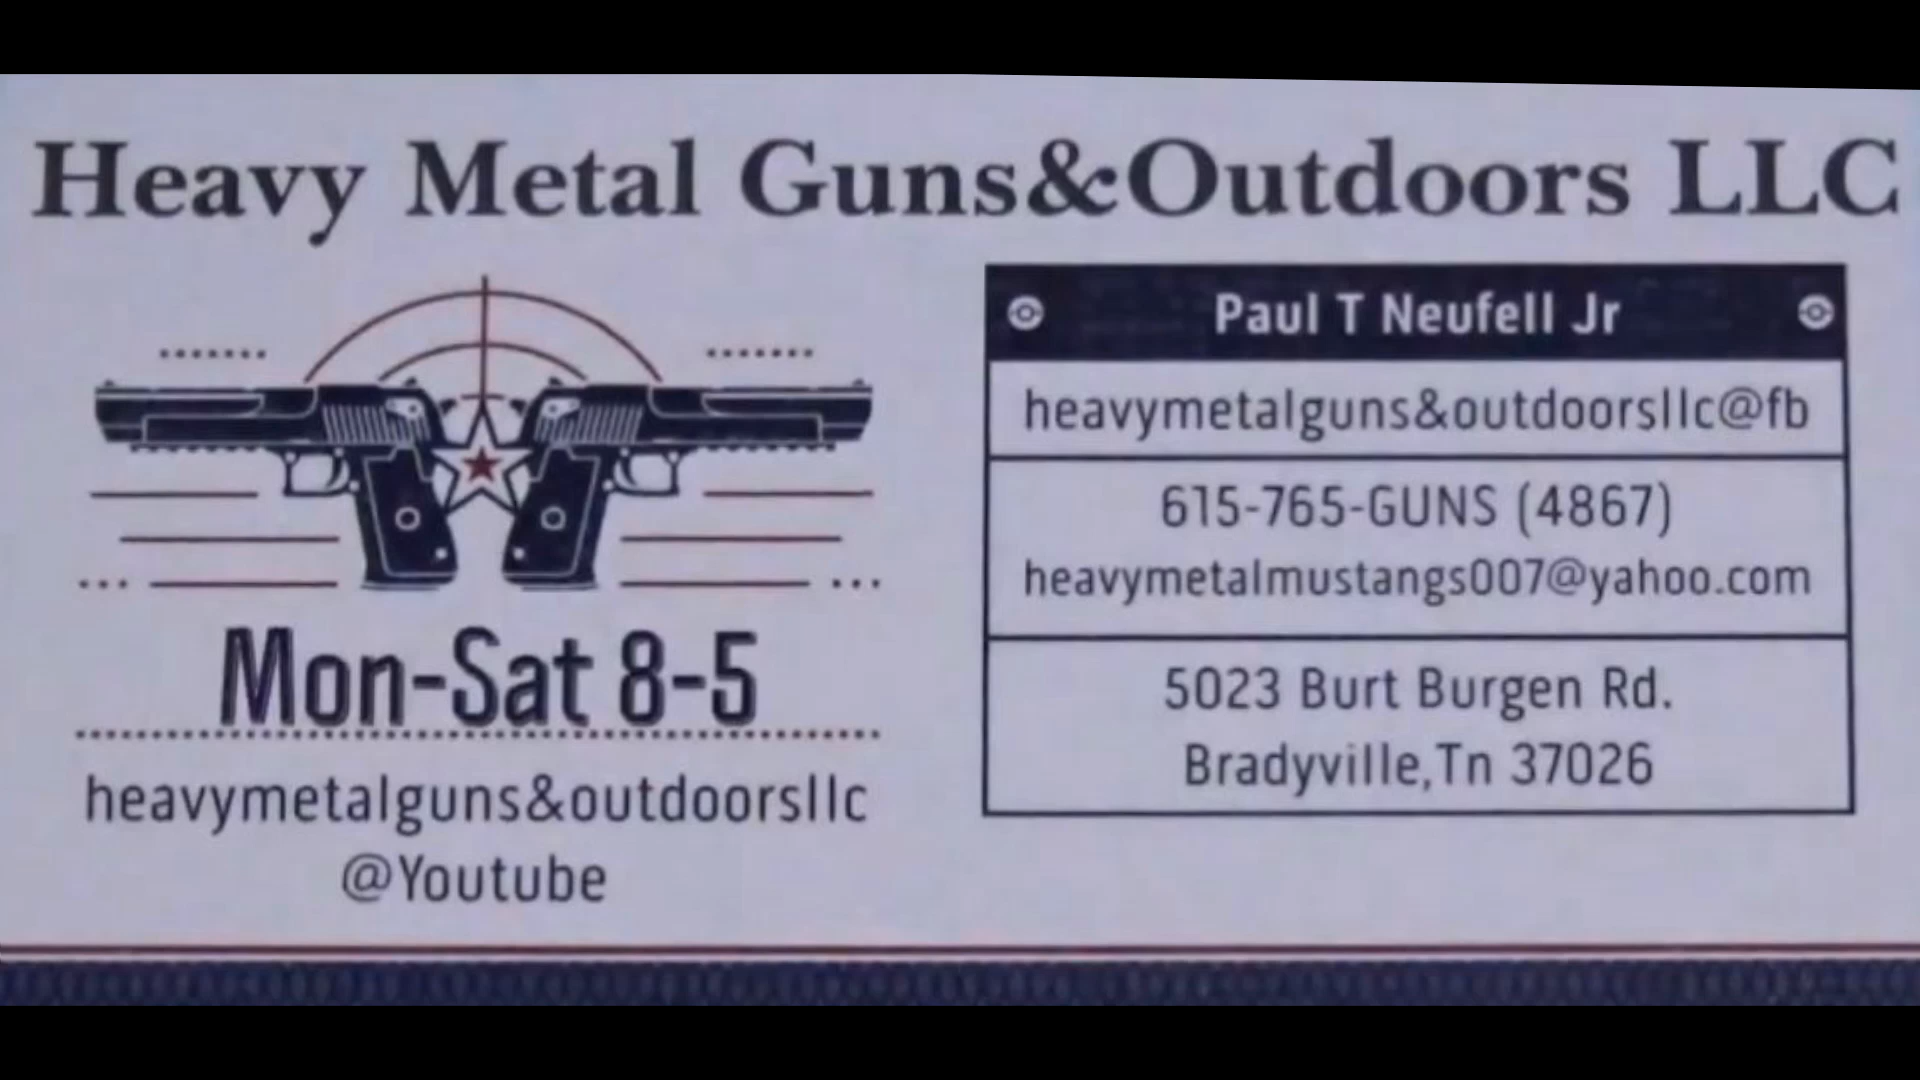 Heavy Metal Guns&Outdoors LLC
Mon-Sat 8-5
heavymetalguns&outdoorsllc
@Youtube
Paul T Neufell Jr
heavymetalguns&outdoorsllc@fb
615-765-GUNS (4867)
heavymetalmustangs007@yahoo.com
5023 Burt Burgen Rd.
Bradyville,Tn 37026